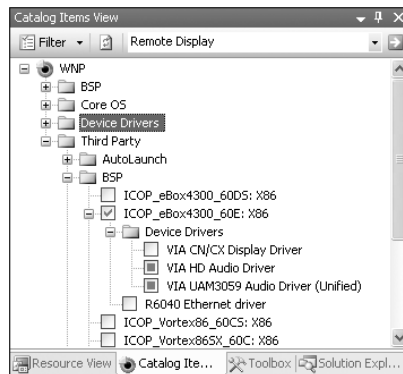 Catalog Items View
Filter Remote Display
WNP
BSP
Core OS
Device Drivers
Third Party
AutoLaunch
BSP
ICOP_eBox4300_60DS: X86
ICOP_eBox4300_60E: X86
Device Drivers
VIA CN/CX Display Driver
VIA HD Audio Driver
VIA UAM3059 Audio Driver (Unified)
R6040 Ethernet driver
ICOP_Vortex86_60CS: X86
ICOP_Vortex86SX_60C: X86
Resource View Catalog Ite... Toolbox Solution Expl...